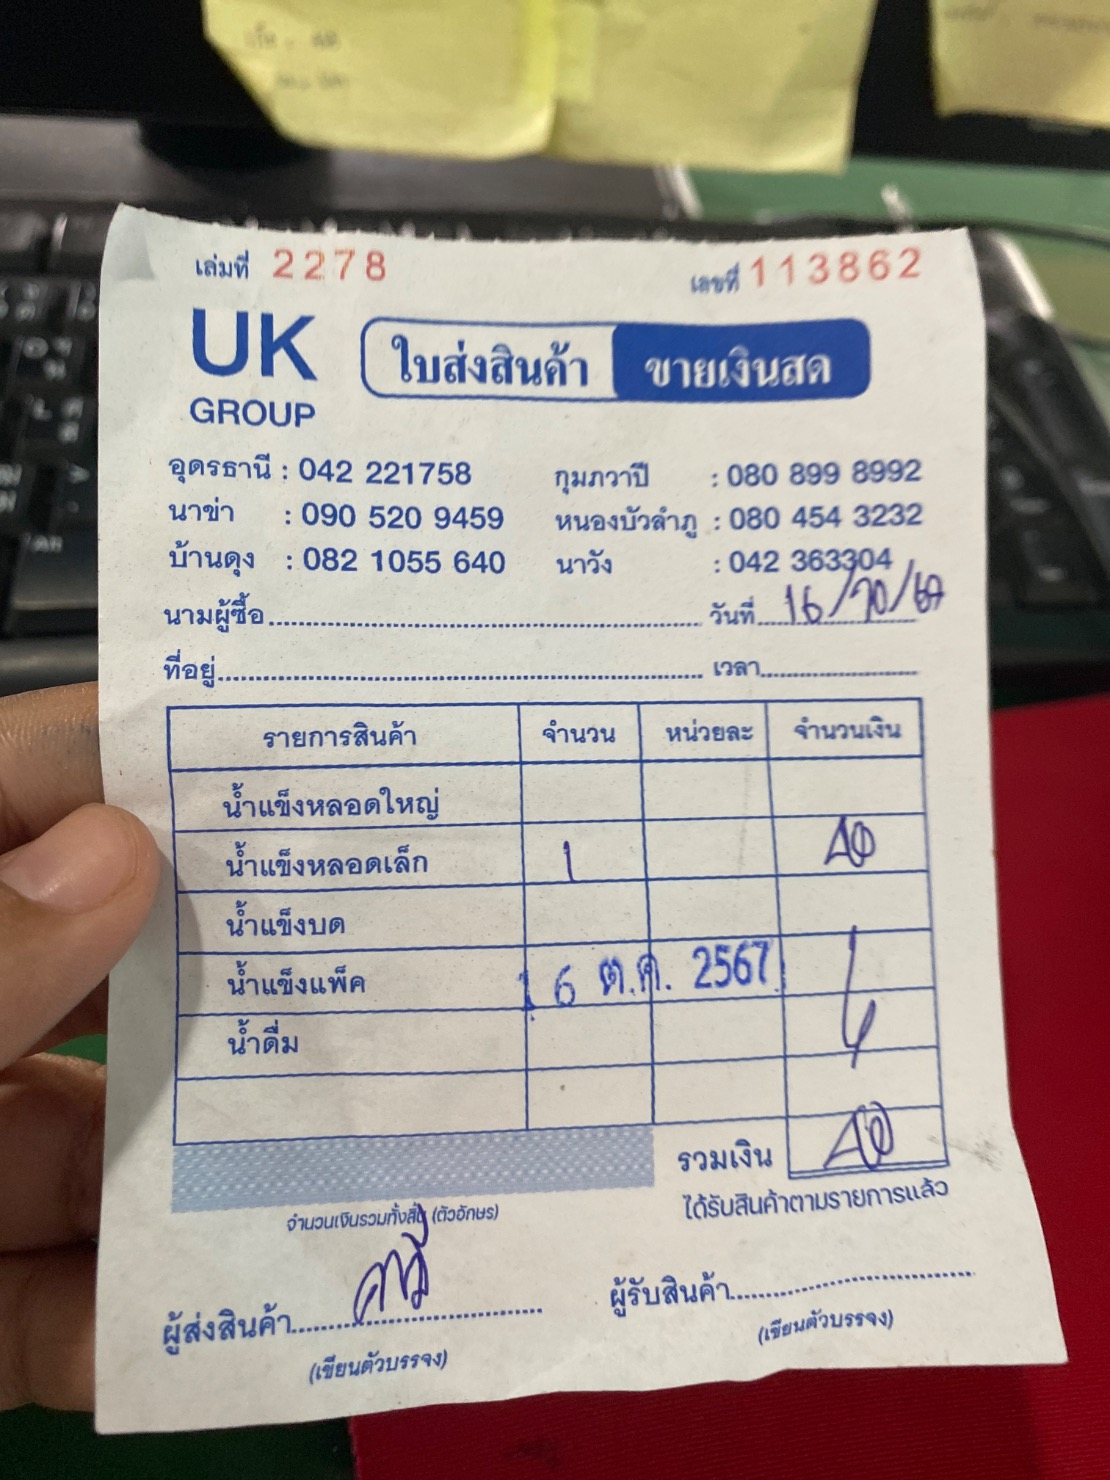 เล่มที่ 2278 เลขที่ 113862
UK
GROUP
ใบส่งสินค้า ขายเงินสด
อุดรธานี : 042 221758 กุมภวาปี : 080 899 8992
นาข่า : 090 520 9459 หนองบัวลำภู : 080 454 3232
บ้านดุง : 082 1055 640 นาวัง : 042 363304
นามผู้ซื้อ วันที่ 16/10/67
ที่อยู่ เวลา
รายการสินค้า จำนวน หน่วยละ จำนวนเงิน
น้ำแข็งหลอดใหญ่
น้ำแข็งหลอดเล็ก 1 40
น้ำแข็งบด
น้ำแข็งแพ็ค 16 ต.ค. 2567
น้ำดื่ม
รวมเงิน 40
จำนวนเงินรวมทั้งสิ้น (ตัวอักษร) ได้รับสินค้าตามรายการแล้ว
ผู้ส่งสินค้า ผู้รับสินค้า
(เขียนตัวบรรจง) (เขียนตัวบรรจง)